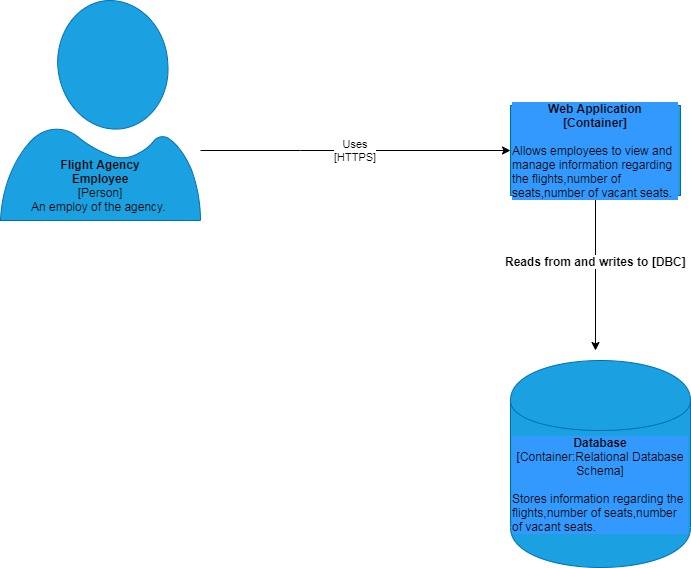 Flight Agency
Employee
[Person]
An employ of the agency.
Uses
[HTTPS]
Web Application
[Container]
Allows employees to view and
manage information regarding
the flights,number of
seats,number of vacant seats.
Reads from and writes to [DBC]
Database
[Container:Relational Database
Schema]
Stores information regarding the
flights,number of seats,number
of vacant seats.